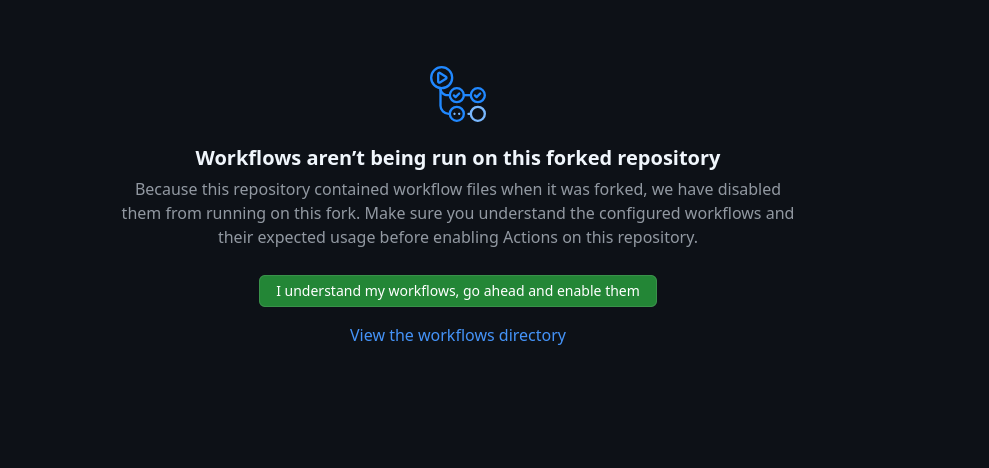 Workflows aren’t being run on this forked repository
Because this repository contained workflow files when it was forked, we have disabled
them from running on this fork. Make sure you understand the configured workflows and
their expected usage before enabling Actions on this repository.
I understand my workflows, go ahead and enable them
View the workflows directory